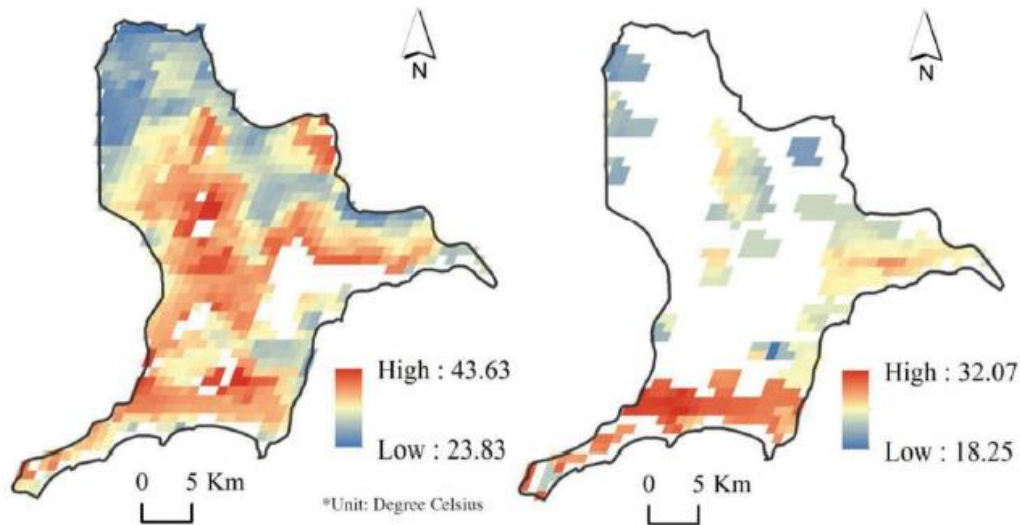 N
N
High : 43.63
Low : 23.83
High : 32.07
Low : 18.25
0 5 Km
*Unit: Degree Celsius
0 5 Km